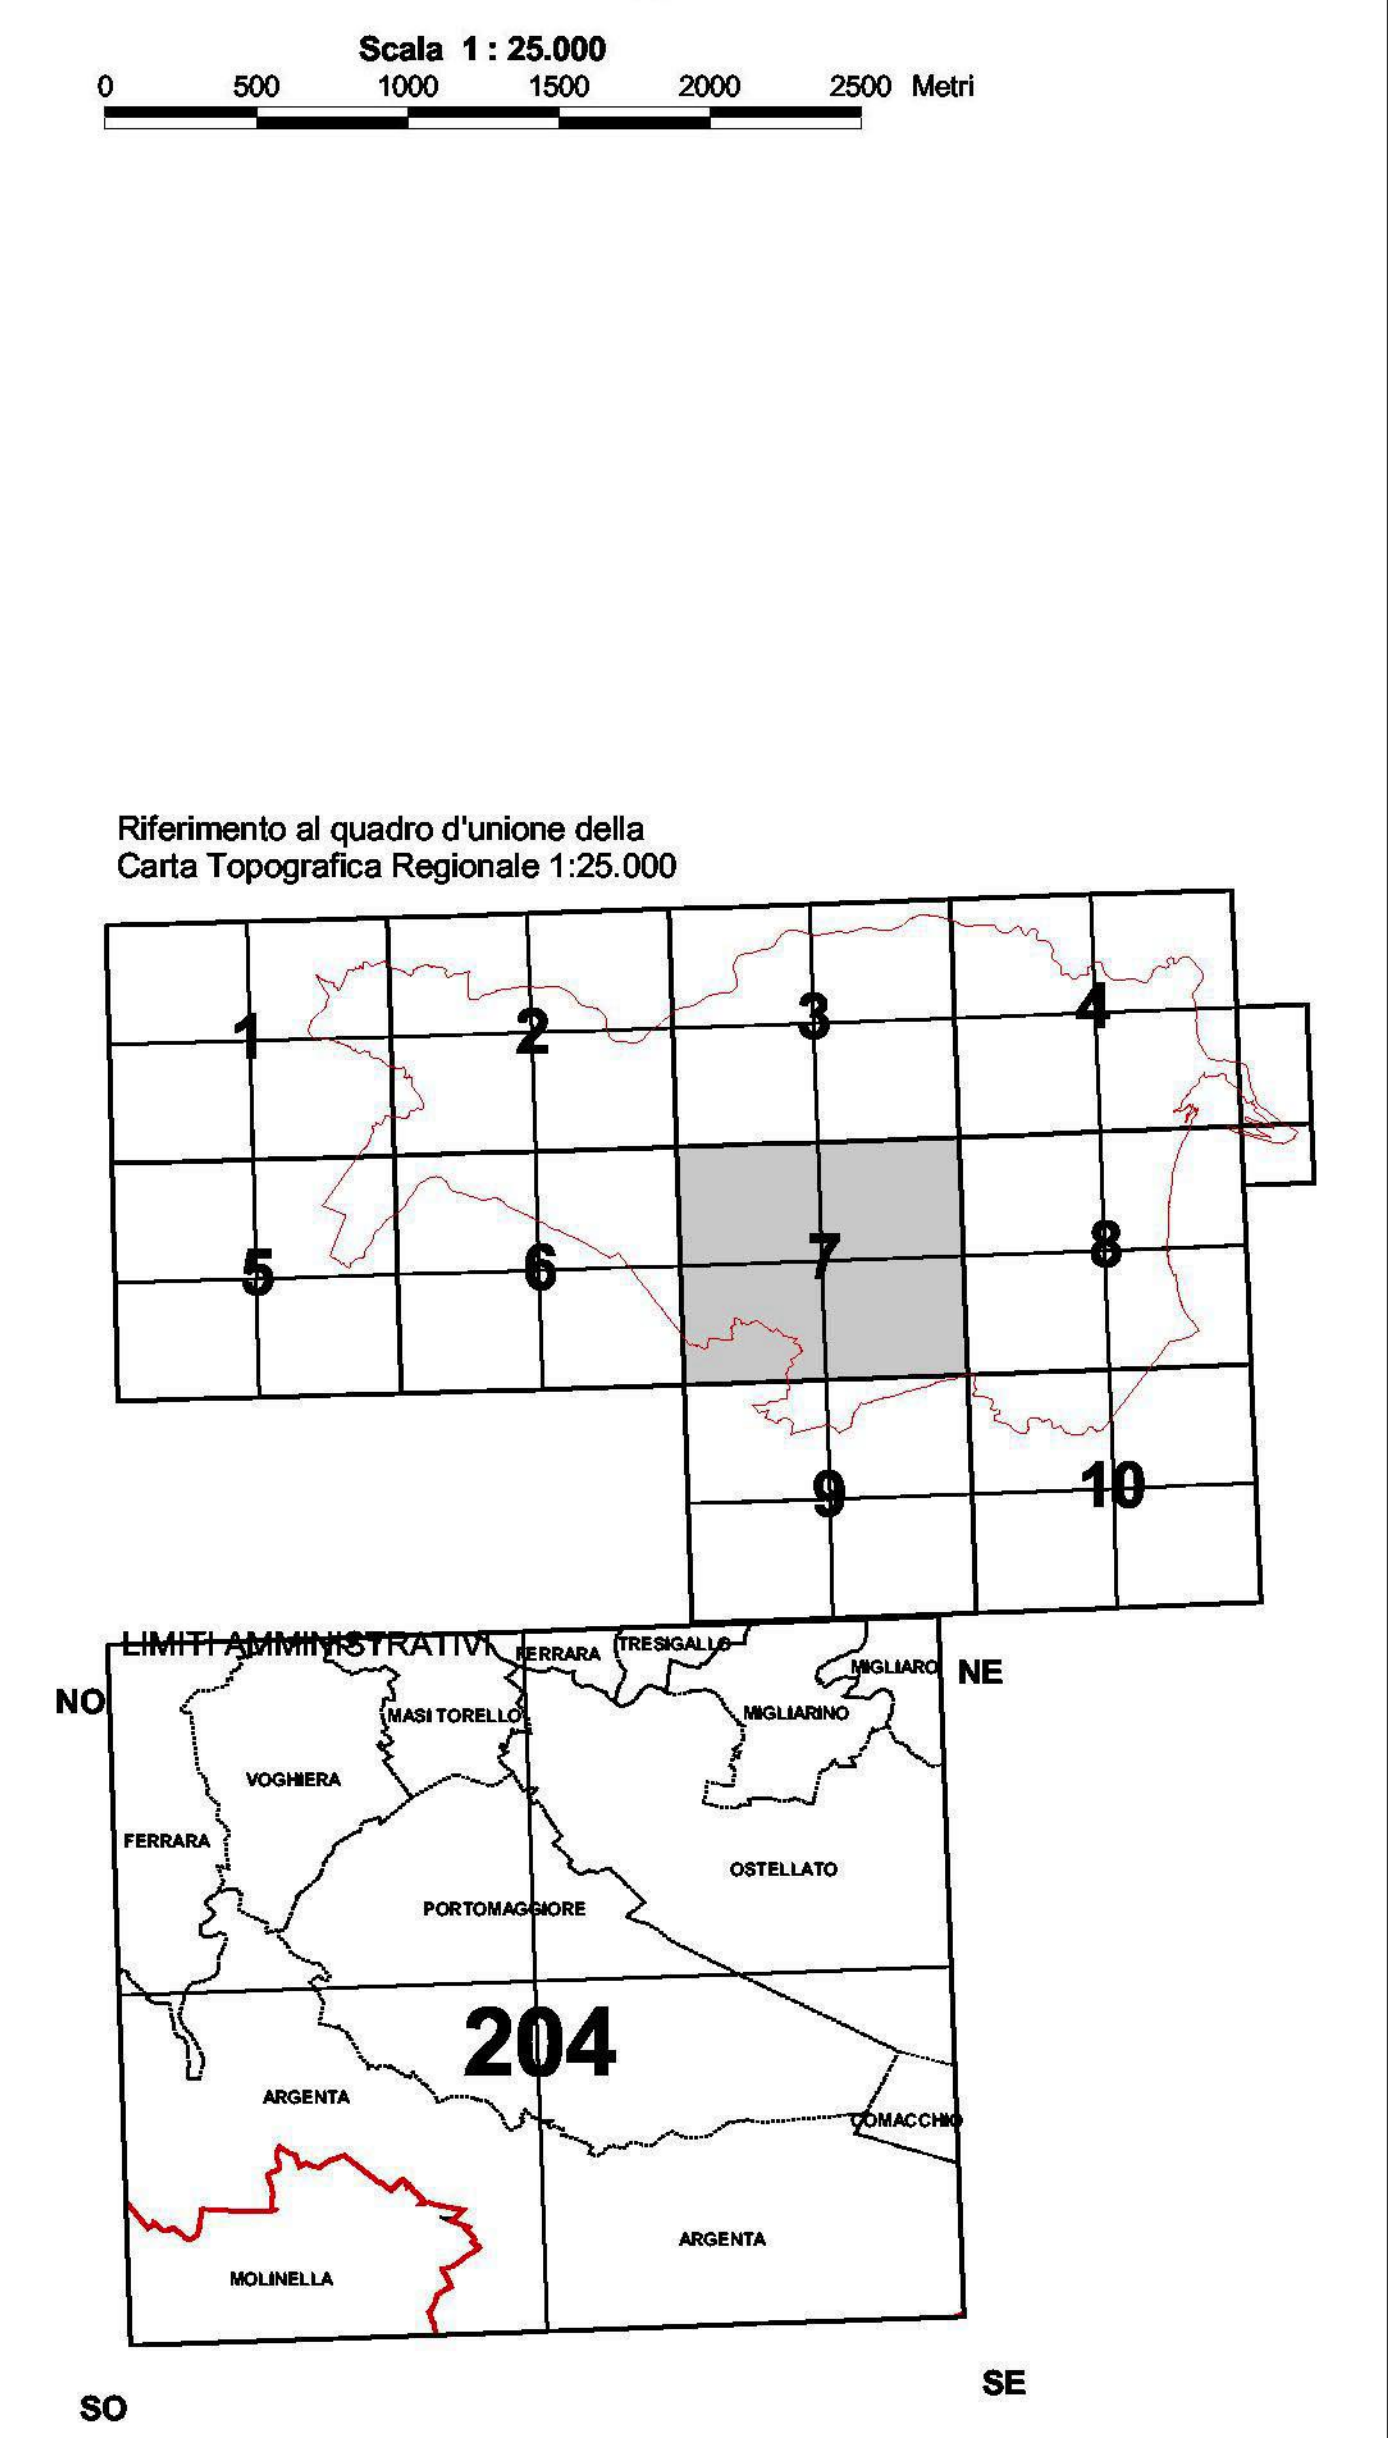 Scala 1 : 25.000
0 500 1000 1500 2000 2500 Metri
Riferimento al quadro d'unione della
Carta Topografica Regionale 1:25.000
1 2 3 4
5 6 7 8
9 10
LIMITI AMMINISTRATIVI
FERRARA
TRESIGALLO
MIGLIARO
NE
NO
MASI TORELLO
MIGLIARINO
VOGHIERA
FERRARA
OSTELLATO
PORTOMAGGIORE
204
ARGENTA
COMACCHIO
ARGENTA
MOLINELLA
SE
SO